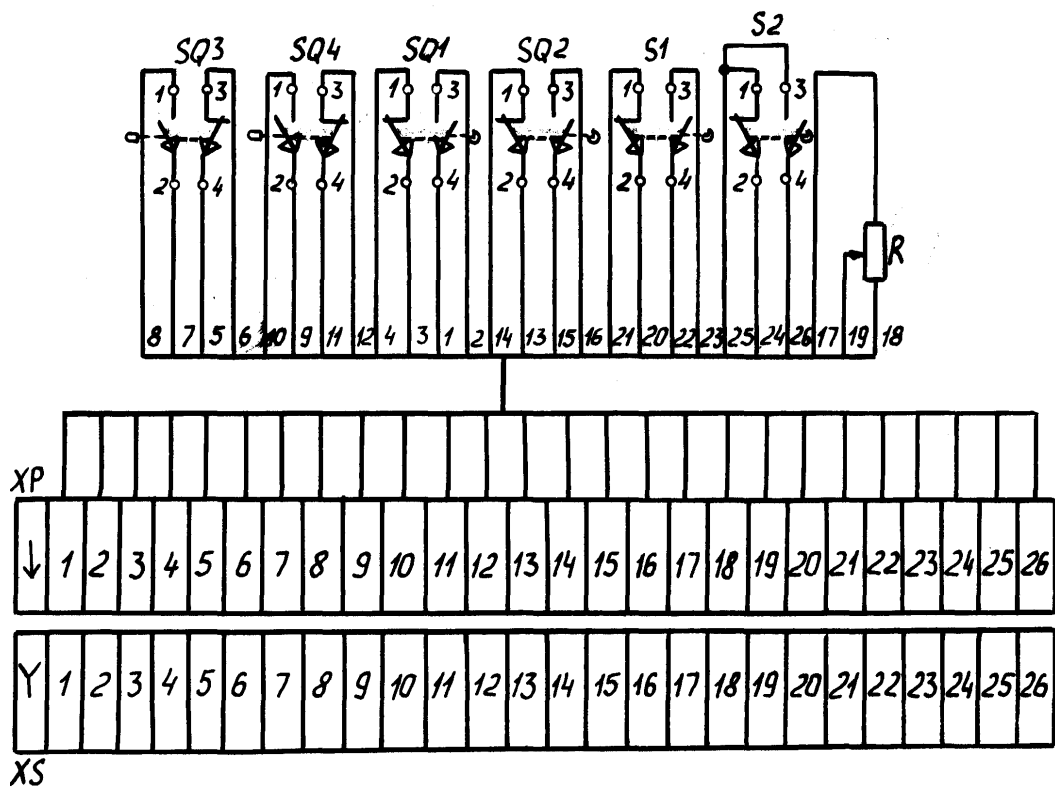 SQ3 SQ4 SQ1 SQ2 S1 S2
1 3 1 3 1 3 1 3 1 3 1 3
2 4 2 4 2 4 2 4 2 4 2 4
R
8 7 5 6 10 9 11 12 4 3 1 2 14 13 15 16 21 20 22 23 25 24 26 17 19 18
XP
↓ 1 2 3 4 5 6 7 8 9 10 11 12 13 14 15 16 17 18 19 20 21 22 23 24 25 26
Y 1 2 3 4 5 6 7 8 9 10 11 12 13 14 15 16 17 18 19 20 21 22 23 24 25 26
XS